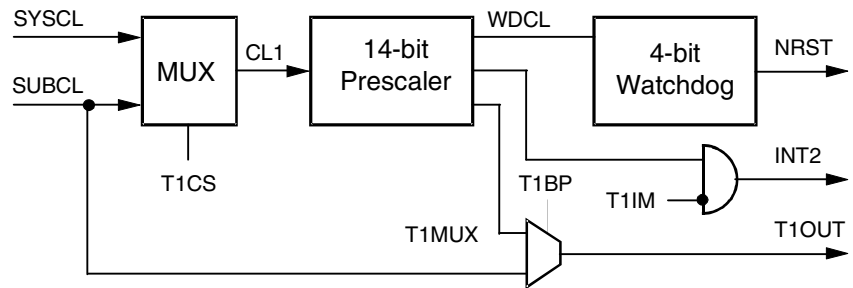 SYSCL
SUBCL
MUX
T1CS
CL1
14-bit
Prescaler
WDCL
4-bit
Watchdog
NRST
INT2
T1IM
T1BP
T1MUX
T1OUT